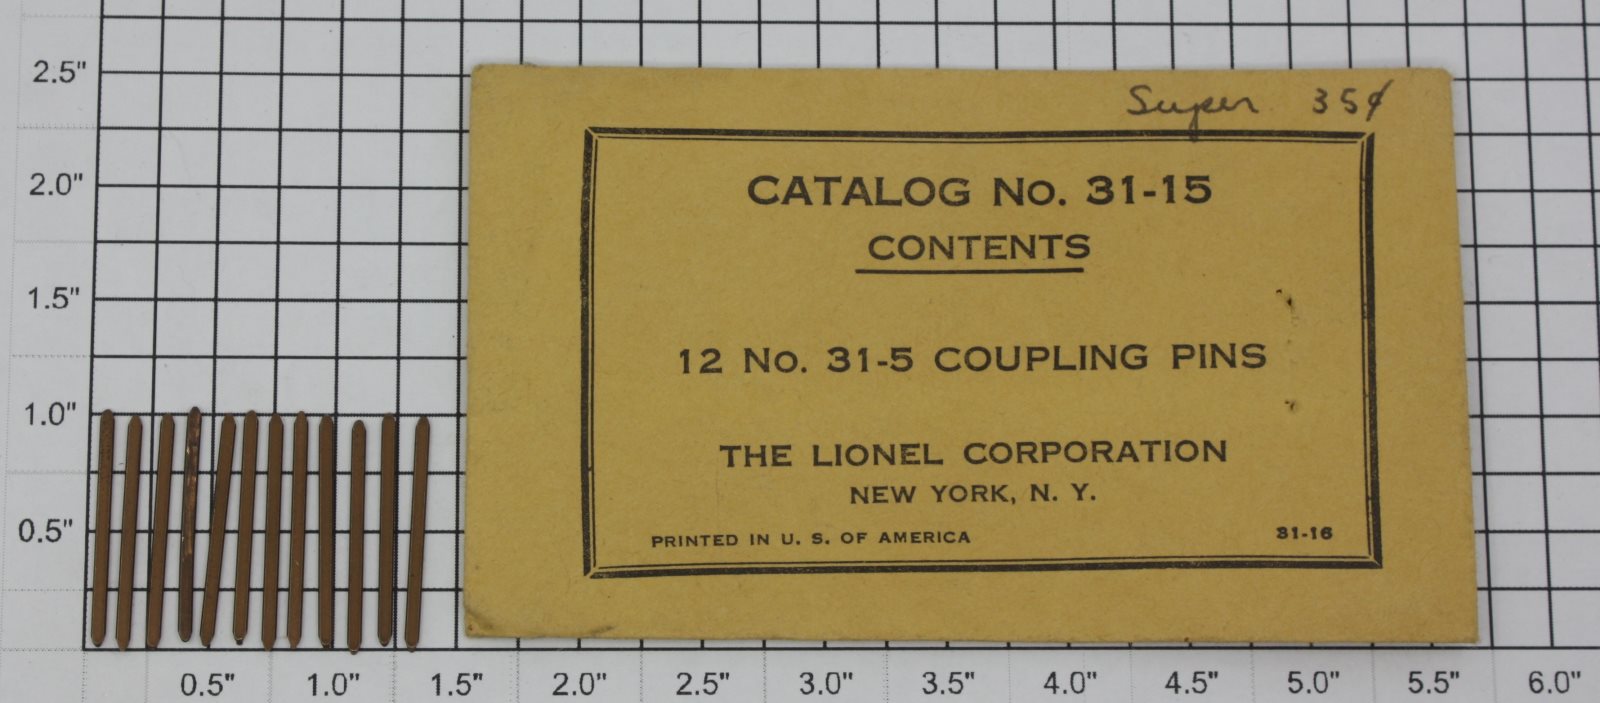 Super 35¢
CATALOG No. 31-15
CONTENTS
12 No. 31-5 COUPLING PINS
THE LIONEL CORPORATION
NEW YORK, N. Y.
PRINTED IN U. S. OF AMERICA 31-16
2.5"
2.0"
1.5"
1.0"
0.5"
0.5" 1.0" 1.5" 2.0" 2.5" 3.0" 3.5" 4.0" 4.5" 5.0" 5.5" 6.0"